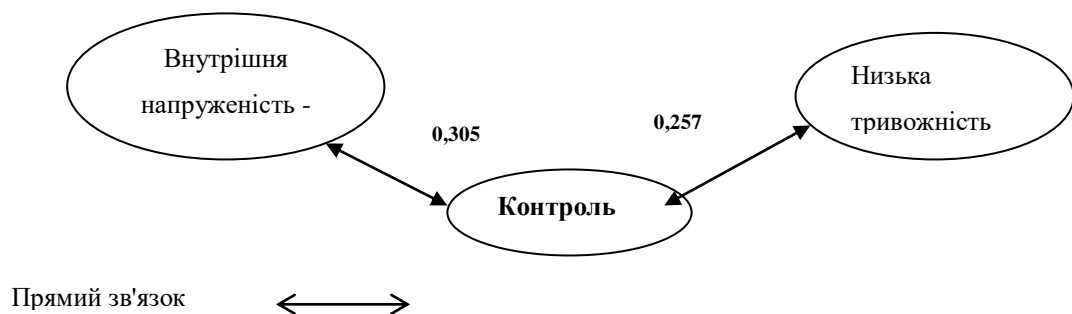 Внутрішня
напруженість -
Низька
тривожність
0,305
0,257
Контроль
Прямий зв'язок